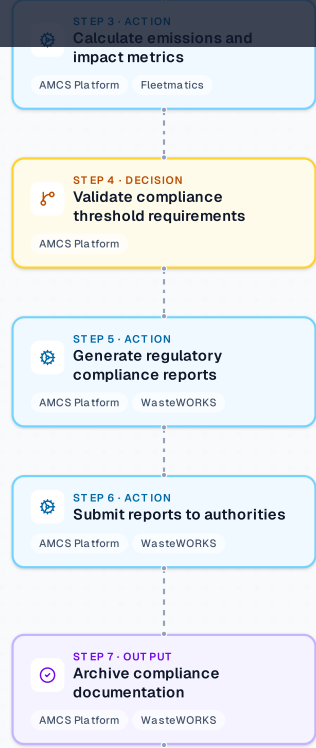 STEP 3 · ACTION
Calculate emissions and
impact metrics
AMCS Platform Fleetmatics
STEP 4 · DECISION
Validate compliance
threshold requirements
AMCS Platform
STEP 5 · ACTION
Generate regulatory
compliance reports
AMCS Platform WasteWORKS
STEP 6 · ACTION
Submit reports to authorities
AMCS Platform WasteWORKS
STEP 7 · OUTPUT
Archive compliance
documentation
AMCS Platform WasteWORKS